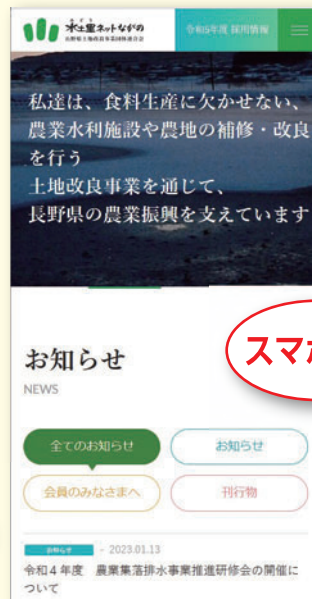 水土里ネットながの
長野県土地改良事業団体連合会
令和5年度 採用情報
私達は、食料生産に欠かせない、
農業水利施設や農地の補修・改良
を行う
土地改良事業を通じて、
長野県の農業振興を支えています
お知らせ
スマホ
NEWS
全てのお知らせ
お知らせ
会員のみなさまへ
刊行物
お知らせ - 2023.01.13
令和4年度 農業集落排水事業推進研修会の開催に
ついて